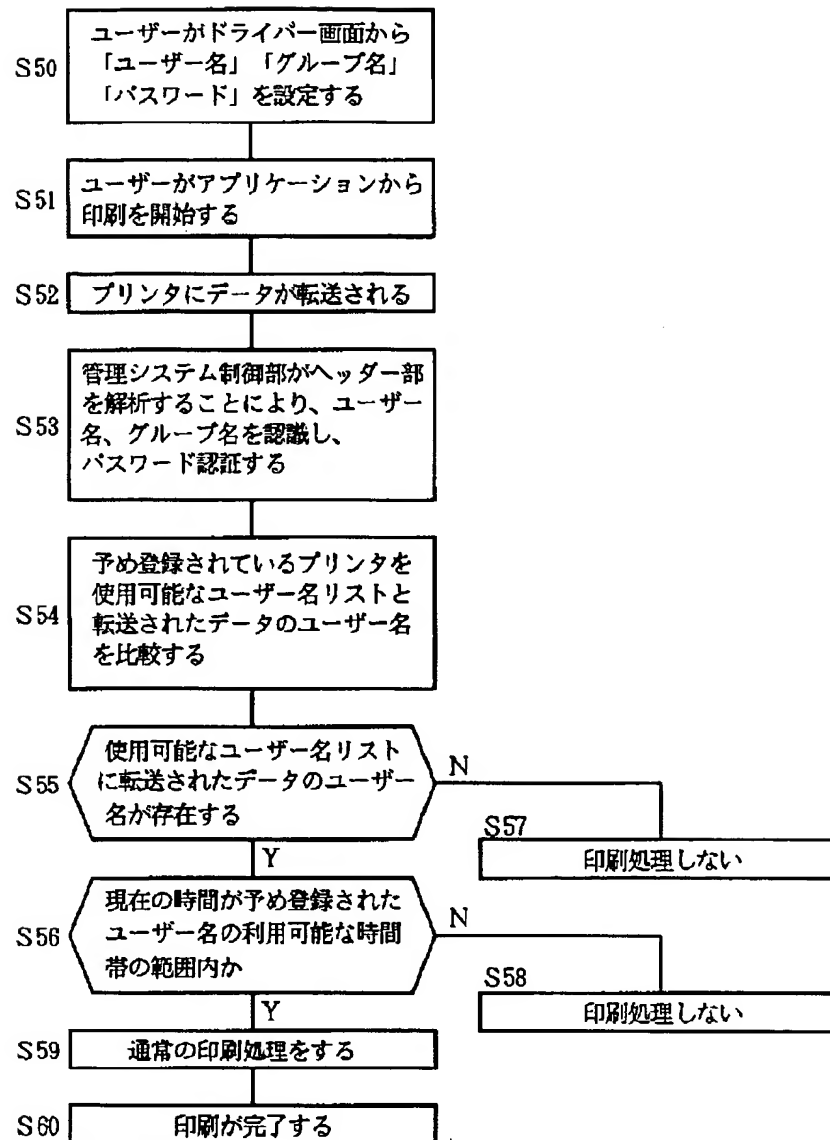 ユーザーがドライバー画面から
S50
「ユーザー名」「グループ名」
「パスワード」を設定する
ユーザーがアプリケーションから
S51
印刷を開始する
S52
プリンタにデータが転送される
管理システム制御部がヘッダー部
を解析することにより、ユーザー
S53
名、グループ名を認識し、
パスワード認証する
予め登録されているプリンタを
使用可能なユーザー名リストと
S54
転送されたデータのユーザー名
を比較する
使用可能なユーザー名リスト
S55
に転送されたデータのユーザー
名が存在する
N
S57
印刷処理しない
Y
現在の時間が予め登録された
S56
ユーザー名の利用可能な時間
帯の範囲内か
N
S58
印刷処理しない
Y
S59
通常の印刷処理をする
S60
印刷が完了する